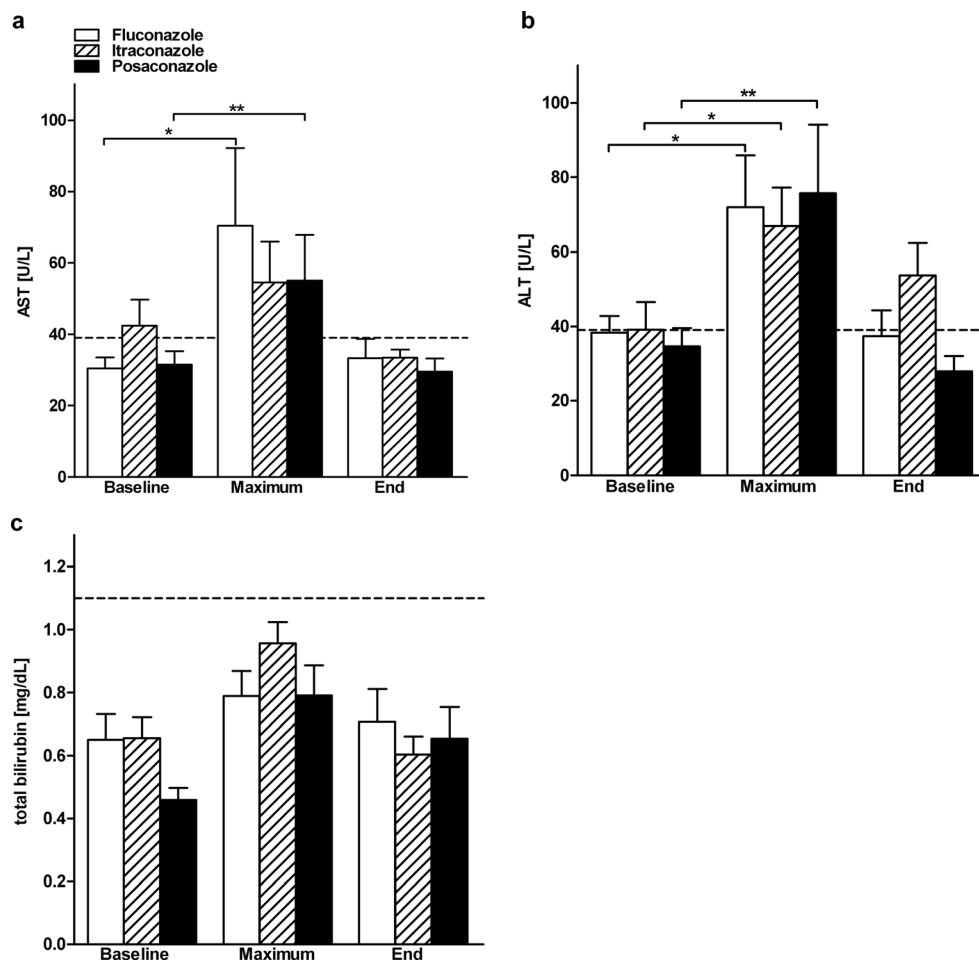 a
Fluconazole
Itraconazole
Posaconazole
AST [U/L]
100
80
60
40
20
0
*
**
Baseline Maximum End
b
ALT [U/L]
100
80
60
40
20
0
**
*
*
Baseline Maximum End
c
total bilirubin [mg/dL]
1.2
1.0
0.8
0.6
0.4
0.2
0.0
Baseline Maximum End